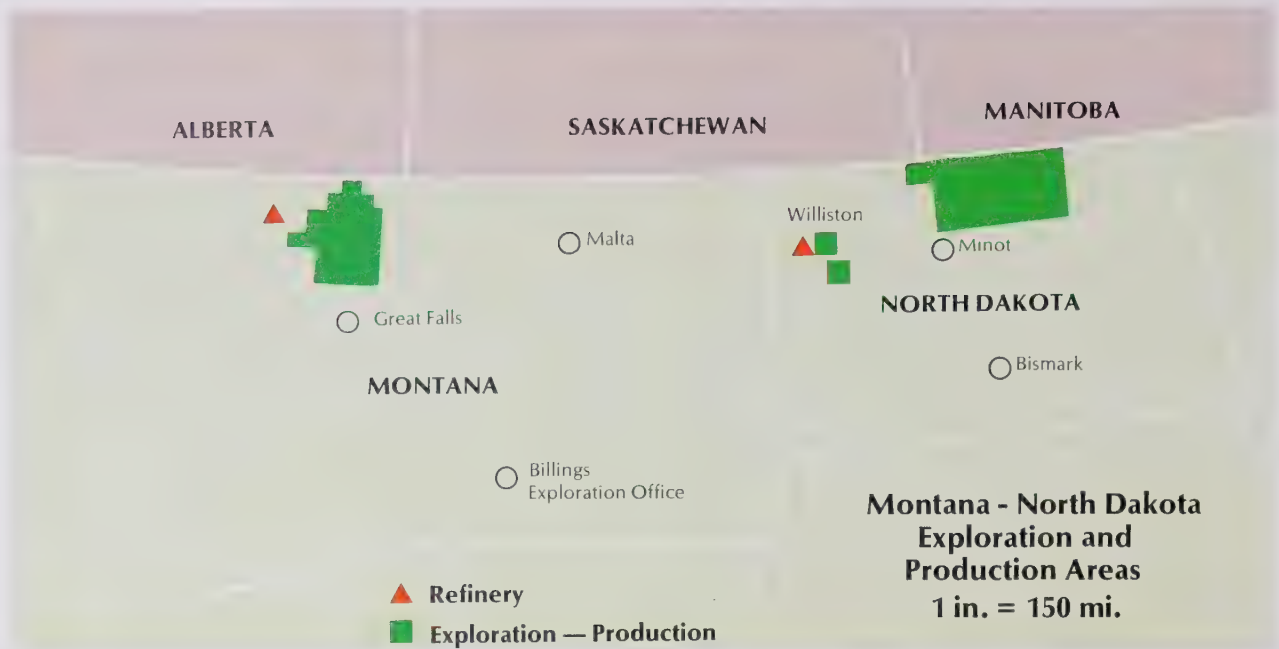 ALBERTA
SASKATCHEWAN
MANITOBA
Williston
Malta
Minot
NORTH DAKOTA
Great Falls
Bismark
MONTANA
Billings
Exploration Office
Montana - North Dakota
Exploration and
Production Areas
1 in. = 150 mi.
Refinery
Exploration — Production